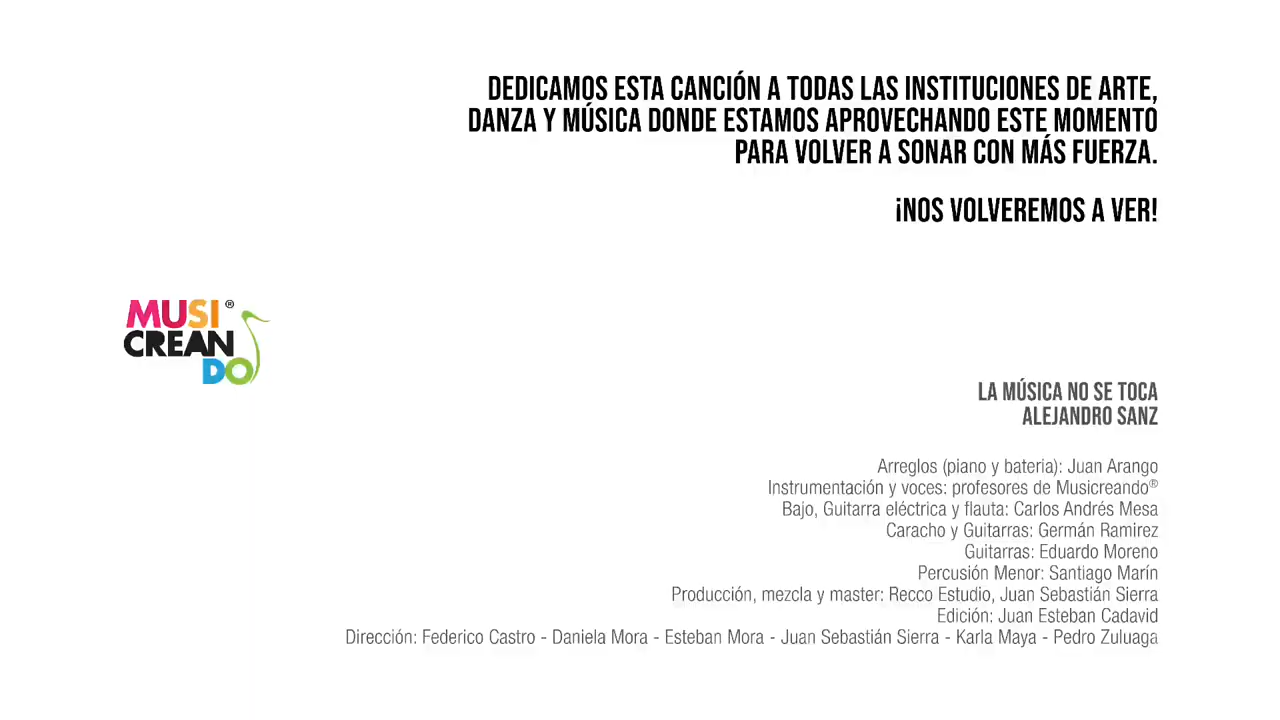 DEDICAMOS ESTA CANCIÓN A TODAS LAS INSTITUCIONES DE ARTE,
DANZA Y MÚSICA DONDE ESTAMOS APROVECHANDO ESTE MOMENTO
PARA VOLVER A SONAR CON MÁS FUERZA.
¡NOS VOLVEREMOS A VER!
MUSI®
CREAN
DO
LA MÚSICA NO SE TOCA
ALEJANDRO SANZ
Arreglos (piano y bateria): Juan Arango
Instrumentación y voces: profesores de Musicreando®
Bajo, Guitarra eléctrica y flauta: Carlos Andrés Mesa
Caracho y Guitarras: Germán Ramirez
Guitarras: Eduardo Moreno
Percusión Menor: Santiago Marín
Producción, mezcla y master: Recco Estudio, Juan Sebastián Sierra
Edición: Juan Esteban Cadavid
Dirección: Federico Castro - Daniela Mora - Esteban Mora - Juan Sebastián Sierra - Karla Maya - Pedro Zuluaga